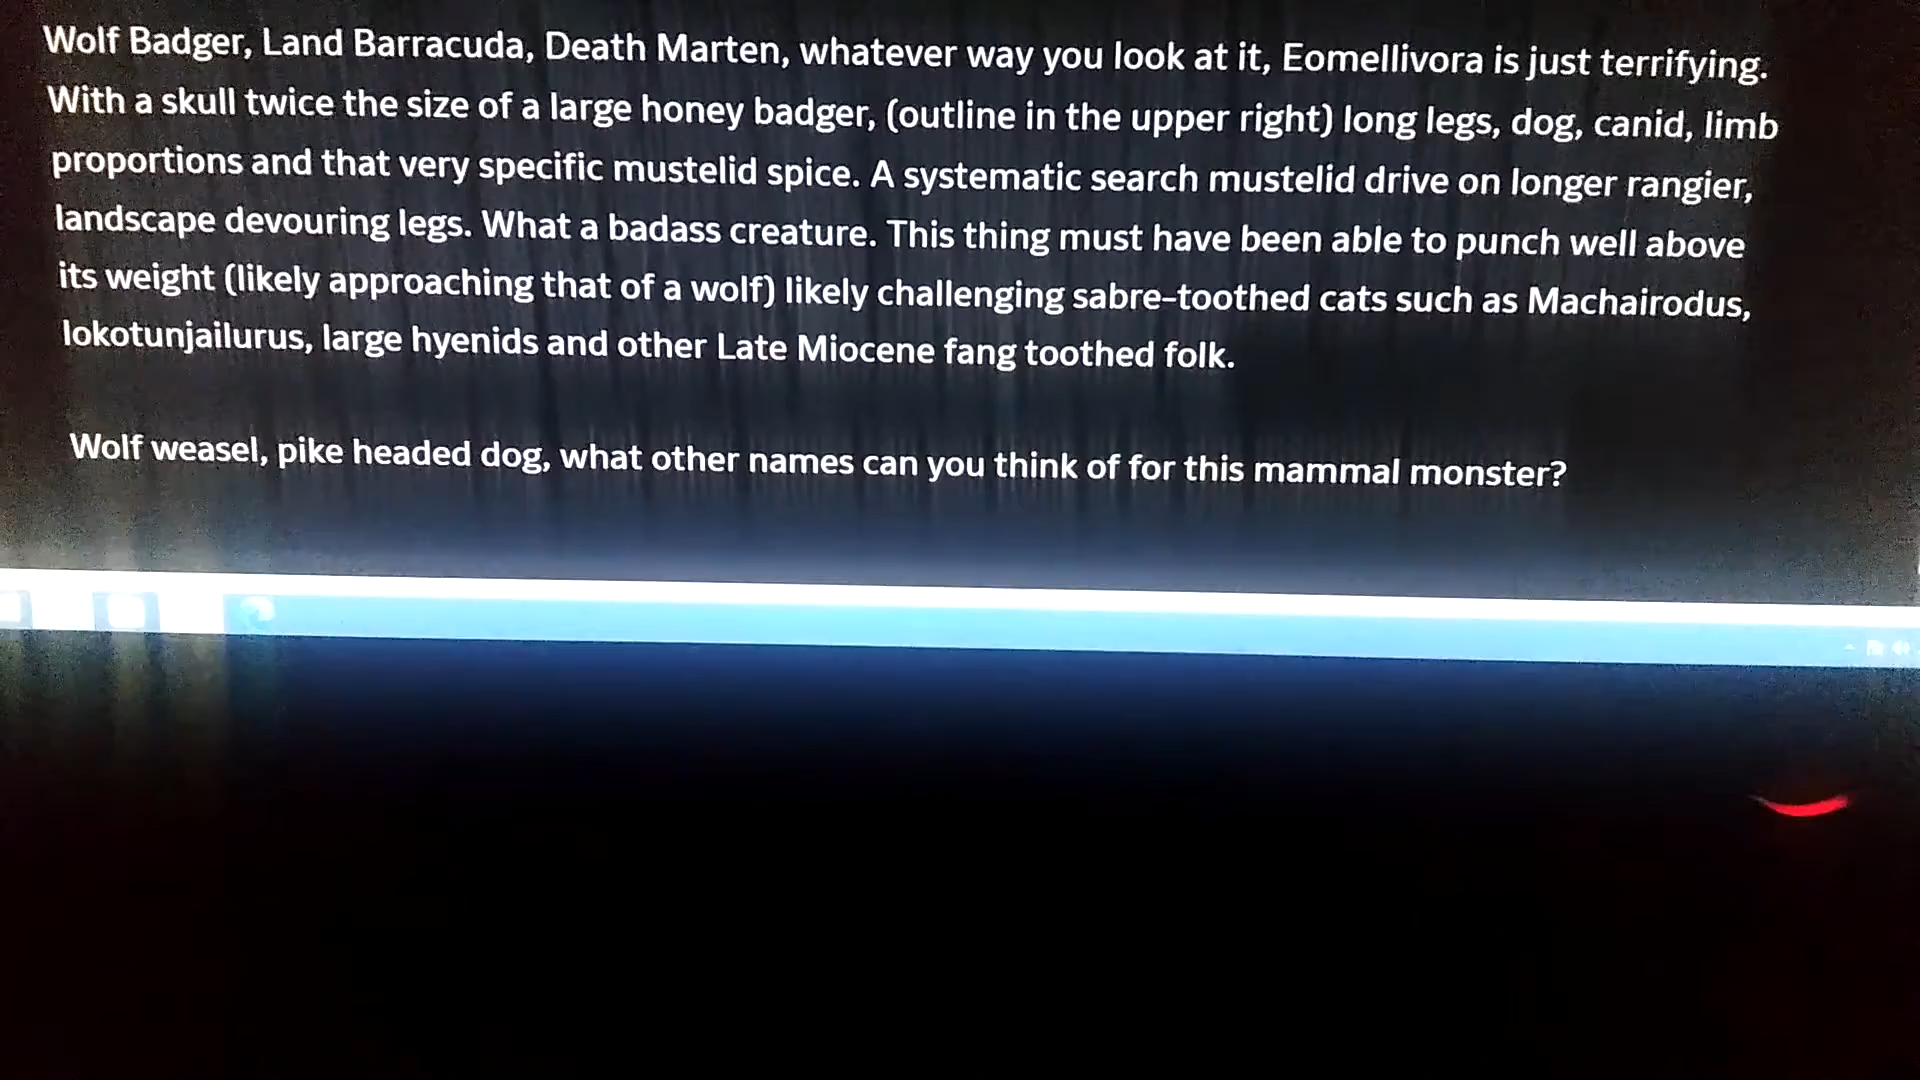 Wolf Badger, Land Barracuda, Death Marten, whatever way you look at it, Eomellivora is just terrifying.
With a skull twice the size of a large honey badger, (outline in the upper right) long legs, dog, canid, limb
proportions and that very specific mustelid spice. A systematic search mustelid drive on longer rangier,
landscape devouring legs. What a badass creature. This thing must have been able to punch well above
its weight (likely approaching that of a wolf) likely challenging sabre-toothed cats such as Machairodus,
lokotunjailurus, large hyenids and other Late Miocene fang toothed folk.
Wolf weasel, pike headed dog, what other names can you think of for this mammal monster?